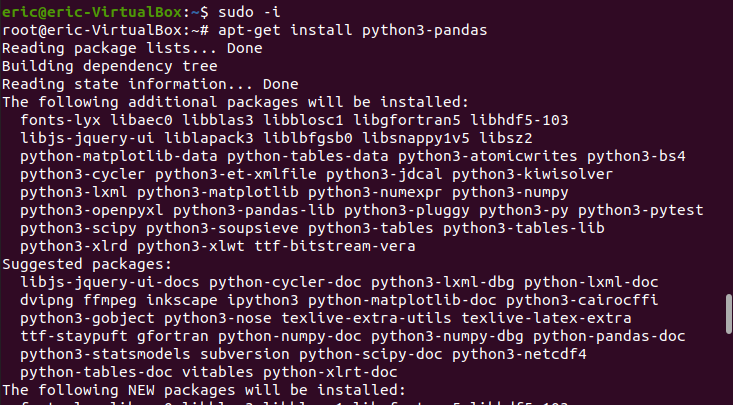 eric@eric-VirtualBox:~$ sudo -i
root@eric-VirtualBox:~# apt-get install python3-pandas
Reading package lists... Done
Building dependency tree
Reading state information... Done
The following additional packages will be installed:
fonts-lyx libaec0 libblas3 libblosc1 libgfortran5 libhdf5-103
libjs-jquery-ui liblapack3 liblbfgsb0 libsnappy1v5 libsz2
python-matplotlib-data python-tables-data python3-atomicwrites python3-bs4
python3-cycler python3-et-xmlfile python3-jdcal python3-kiwisolver
python3-lxml python3-matplotlib python3-numexpr python3-numpy
python3-openpyxl python3-pandas-lib python3-pluggy python3-py python3-pytest
python3-scipy python3-soupsieve python3-tables python3-tables-lib
python3-xlrd python3-xlwt ttf-bitstream-vera
Suggested packages:
libjs-jquery-ui-docs python-cycler-doc python3-lxml-dbg python-lxml-doc
dvipng ffmpeg inkscape ipython3 python-matplotlib-doc python3-cairocffi
python3-gobject python3-nose texlive-extra-utils texlive-latex-extra
ttf-staypuft gfortran python-numpy-doc python3-numpy-dbg python-pandas-doc
python3-statsmodels subversion python-scipy-doc python3-netcdf4
python-tables-doc vitables python-xlrt-doc
The following NEW packages will be installed: